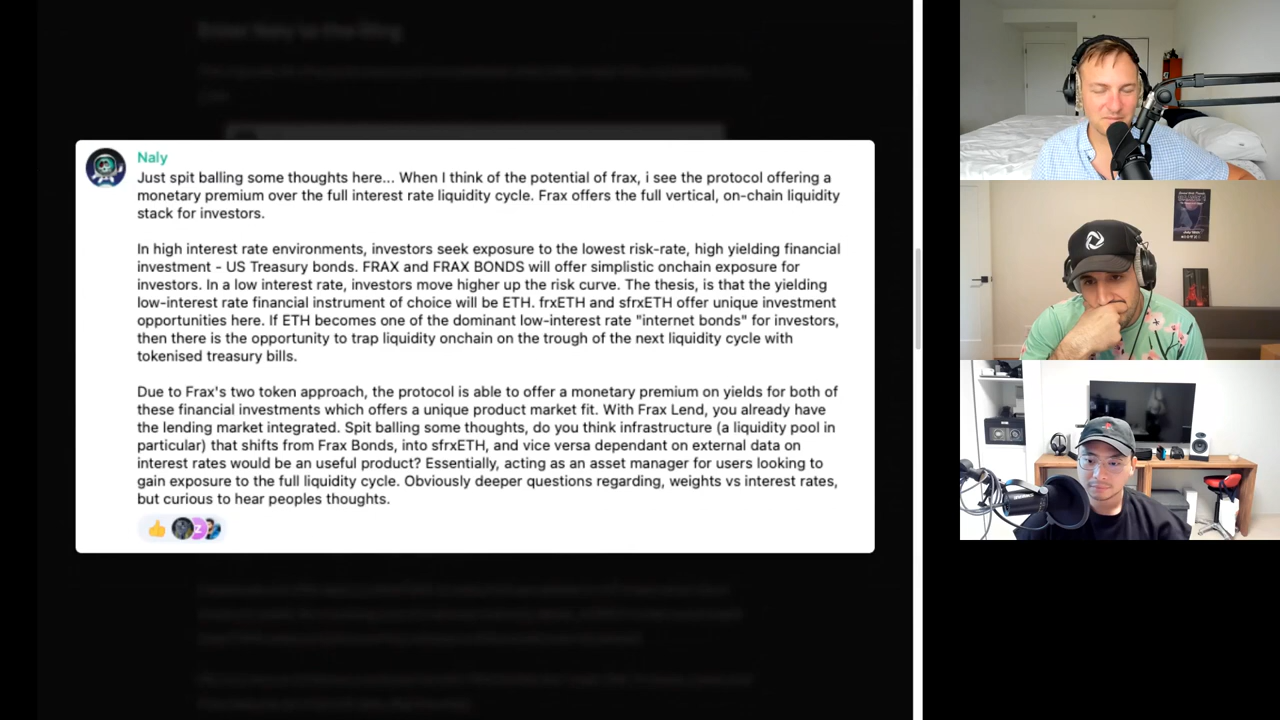 Naly
Just spit balling some thoughts here... When I think of the potential of frax, i see the protocol offering a
monetary premium over the full interest rate liquidity cycle. Frax offers the full vertical, on-chain liquidity
stack for investors.
In high interest rate environments, investors seek exposure to the lowest risk-rate, high yielding financial
investment - US Treasury bonds. FRAX and FRAX BONDS will offer simplistic onchain exposure for
investors. In a low interest rate, investors move higher up the risk curve. The thesis, is that the yielding
low-interest rate financial instrument of choice will be ETH. frxETH and sfrxETH offer unique investment
opportunities here. If ETH becomes one of the dominant low-interest rate "internet bonds" for investors,
then there is the opportunity to trap liquidity onchain on the trough of the next liquidity cycle with
tokenised treasury bills.
Due to Frax's two token approach, the protocol is able to offer a monetary premium on yields for both of
these financial investments which offers a unique product market fit. With Frax Lend, you already have
the lending market integrated. Spit balling some thoughts, do you think infrastructure (a liquidity pool in
particular) that shifts from Frax Bonds, into sfrxETH, and vice versa dependant on external data on
interest rates would be an useful product? Essentially, acting as an asset manager for users looking to
gain exposure to the full liquidity cycle. Obviously deeper questions regarding, weights vs interest rates,
but curious to hear peoples thoughts.